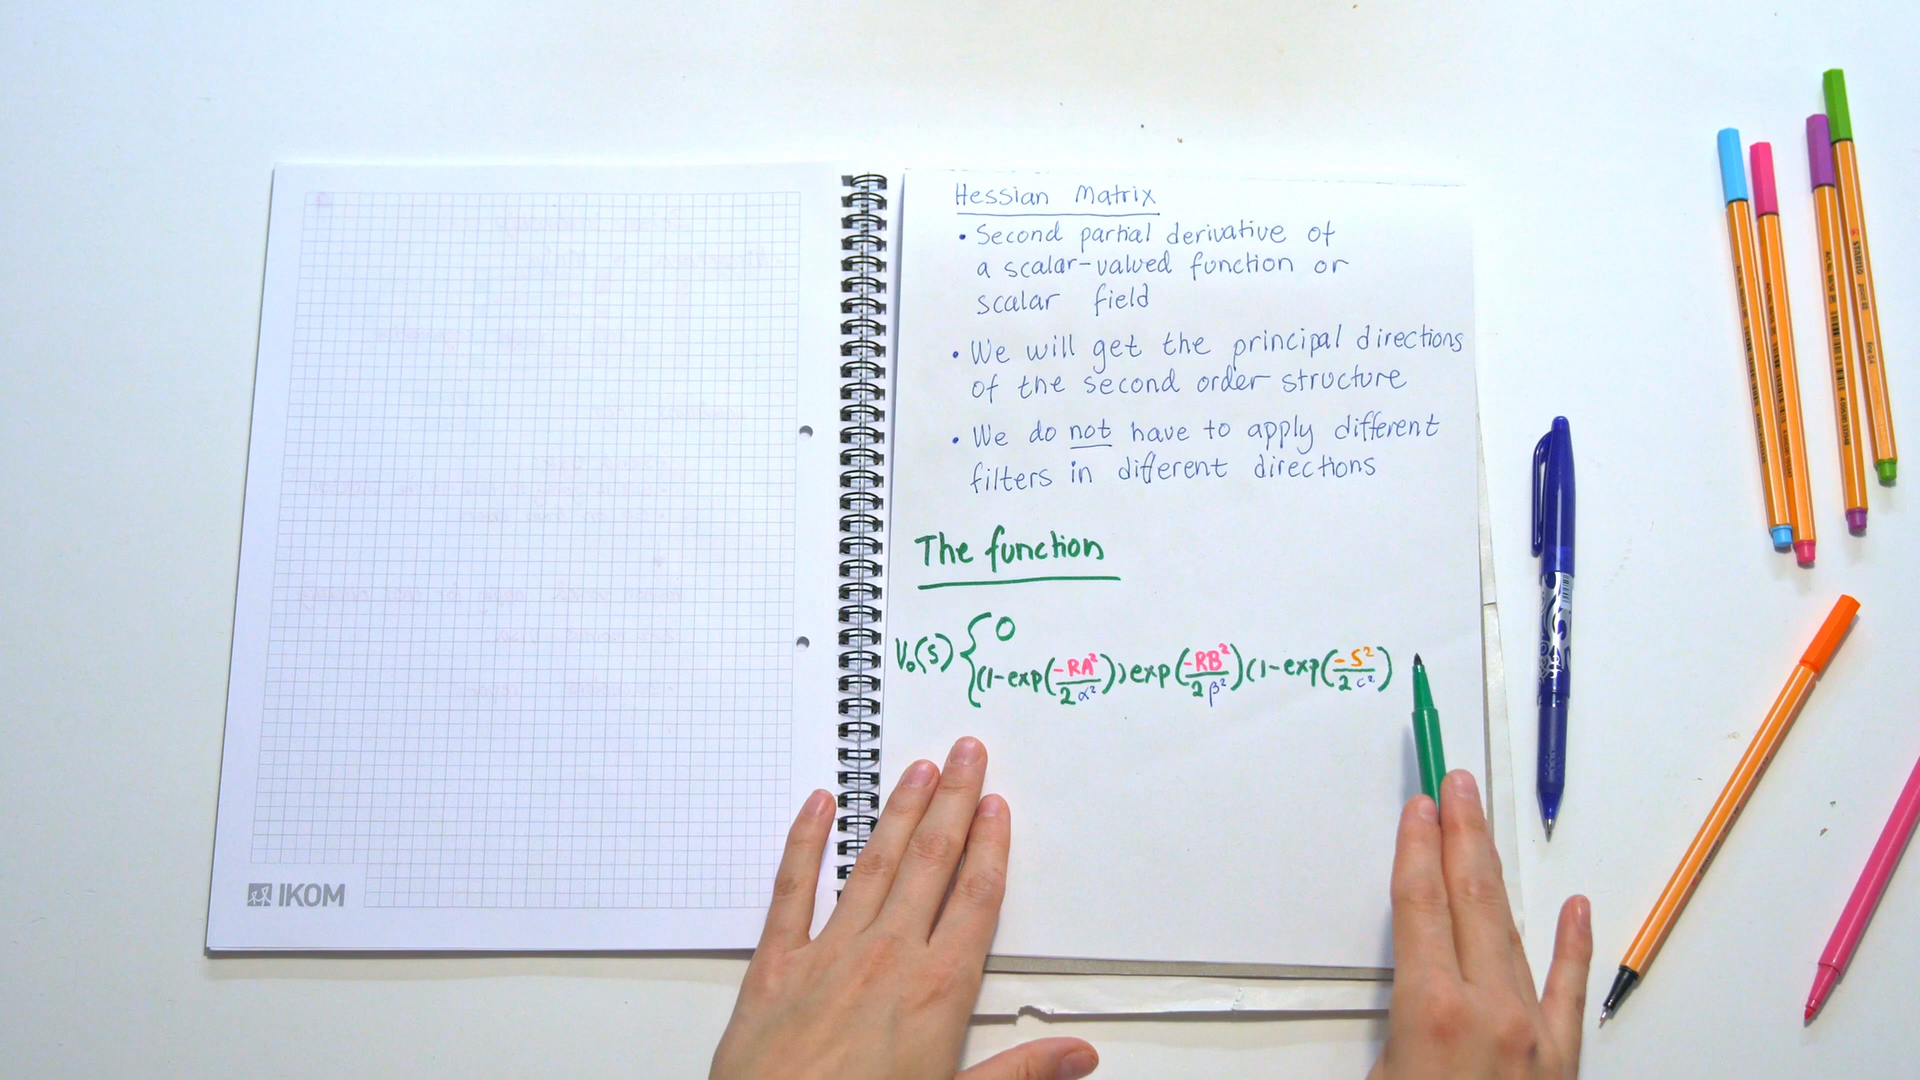 Hessian Matrix
• Second partial derivative of
a scalar-valued function or
scalar field
• We will get the principal directions
of the second order structure
• We do not have to apply different
filters in different directions
The function
V₀(s) { 0
(1-exp(-RA²/2α²)) exp(-RB²/2β²)(1-exp(-S²/2c²)
IKOM
STABILO